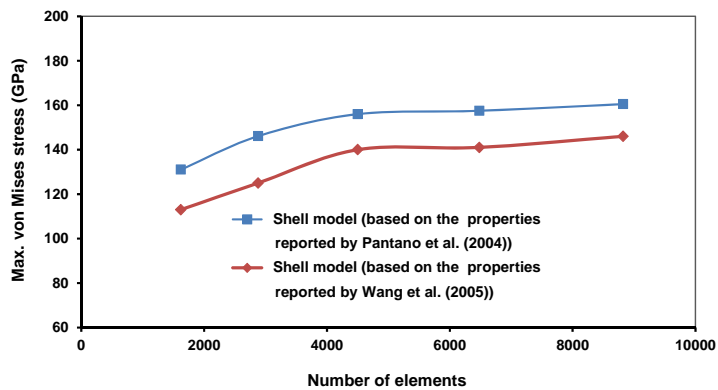 200
180
160
140
120
100
80
60
Max. von Mises stress (GPa)
Shell model (based on the properties
reported by Pantano et al. (2004))
Shell model (based on the properties
reported by Wang et al. (2005))
0 2000 4000 6000 8000 10000
Number of elements